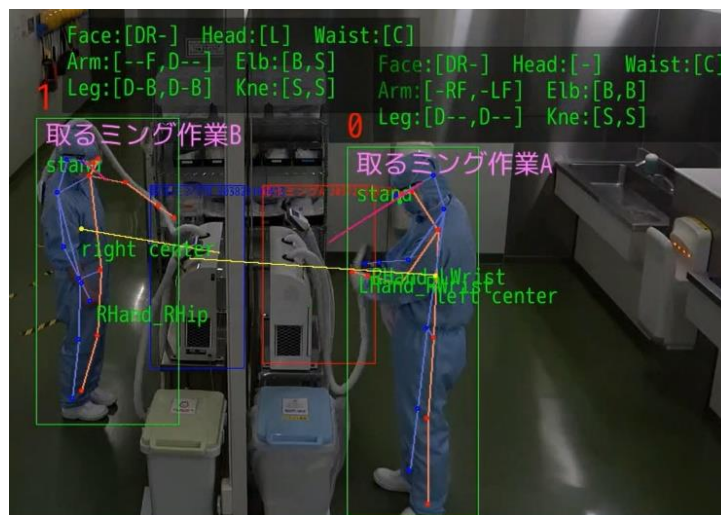 Face:[DR-] Head:[L] Waist:[C]
Arm:[--F,D--] Elb:[B,S]
Leg:[D-B,D-B] Kne:[S,S]
Face:[DR-] Head:[-] Waist:[C]
Arm:[-RF,-LF] Elb:[B,B]
Leg:[D--,D--] Kne:[S,S]
1
取るミング作業B
stand
0
取るミング作業A
stand
right center
RHand_RHip
left center